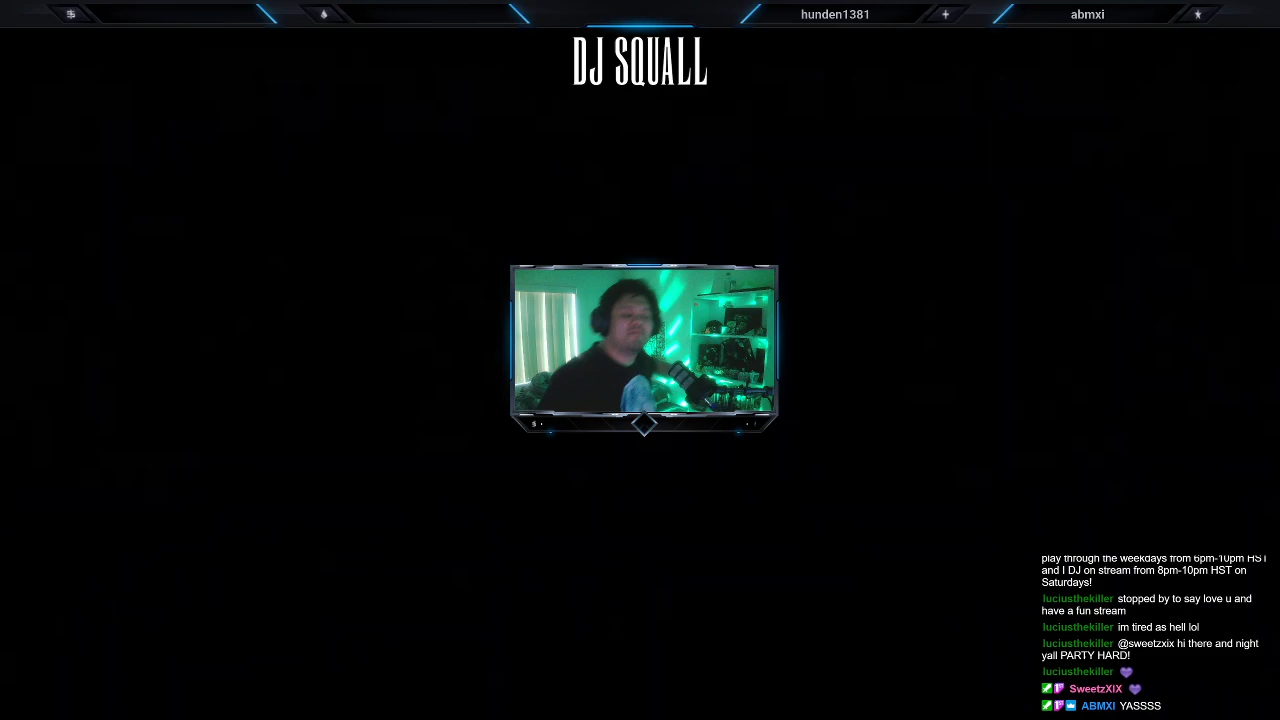 hunden1381
abmxi
DJ SQUALL
play through the weekdays from 6pm-10pm HST
and I DJ on stream from 8pm-10pm HST on
Saturdays!
luciusthekiller stopped by to say love u and
have a fun stream
luciusthekiller im tired as hell lol
luciusthekiller @sweetzxix hi there and night
yall PARTY HARD!
luciusthekiller
SweetzXIX
ABMXI YASSSS